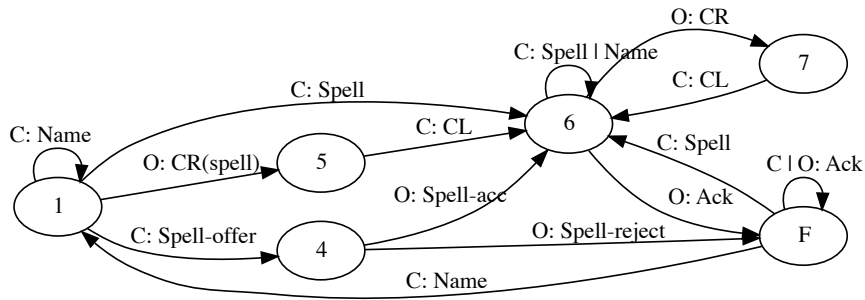 O: CR
C: Spell | Name
7
C: CL
C: Spell
6
C: CL
C: Name
O: CR(spell)
5
C: Spell
C | O: Ack
1
O: Spell-acc
O: Ack
C: Spell-offer
4
O: Spell-reject
F
C: Name